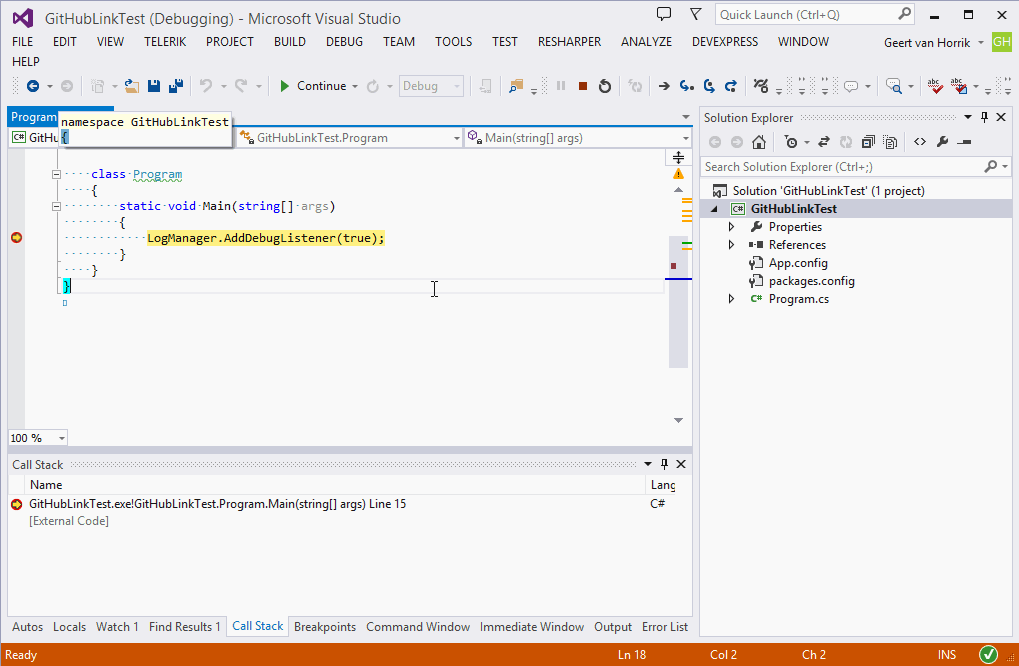 GitHubLinkTest (Debugging) - Microsoft Visual Studio
Quick Launch (Ctrl+Q)
FILE EDIT VIEW TELERIK PROJECT BUILD DEBUG TEAM TOOLS TEST RESHARPER ANALYZE DEVEXPRESS WINDOW
Geert van Horrik GH
HELP
Continue Debug
Program
namespace GitHubLinkTest
{
C# GitHu GitHubLinkTest.Program Main(string[] args)
class Program
{
static void Main(string[] args)
{
LogManager.AddDebugListener(true);
}
}
}
100 %
Solution Explorer
Search Solution Explorer (Ctrl+;)
Solution 'GitHubLinkTest' (1 project)
C# GitHubLinkTest
Properties
References
App.config
packages.config
C# Program.cs
Call Stack
Name Lang
GitHubLinkTest.exe!GitHubLinkTest.Program.Main(string[] args) Line 15 C#
[External Code]
Autos Locals Watch 1 Find Results 1 Call Stack Breakpoints Command Window Immediate Window Output Error List
Ready Ln 18 Col 2 Ch 2 INS